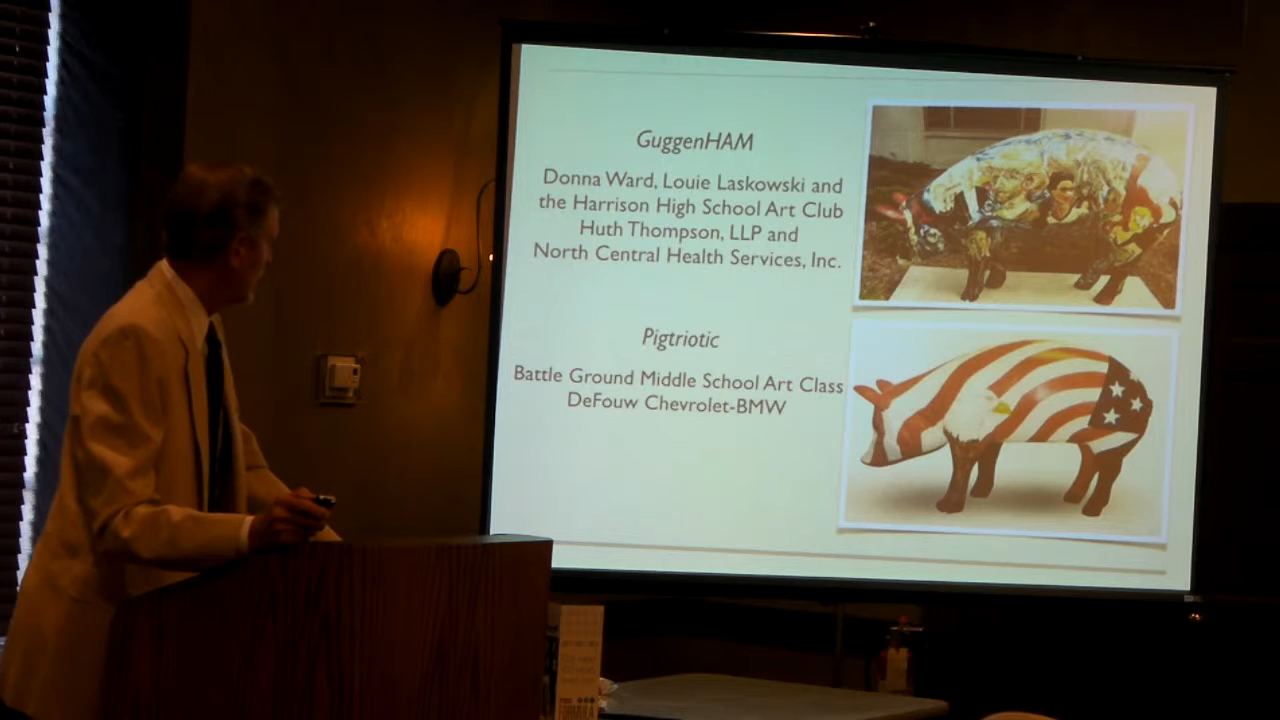 GuggenHAM
Donna Ward, Louie Laskowski and
the Harrison High School Art Club
Huth Thompson, LLP and
North Central Health Services, Inc.
Pigtriotic
Battle Ground Middle School Art Class
DeFouw Chevrolet-BMW